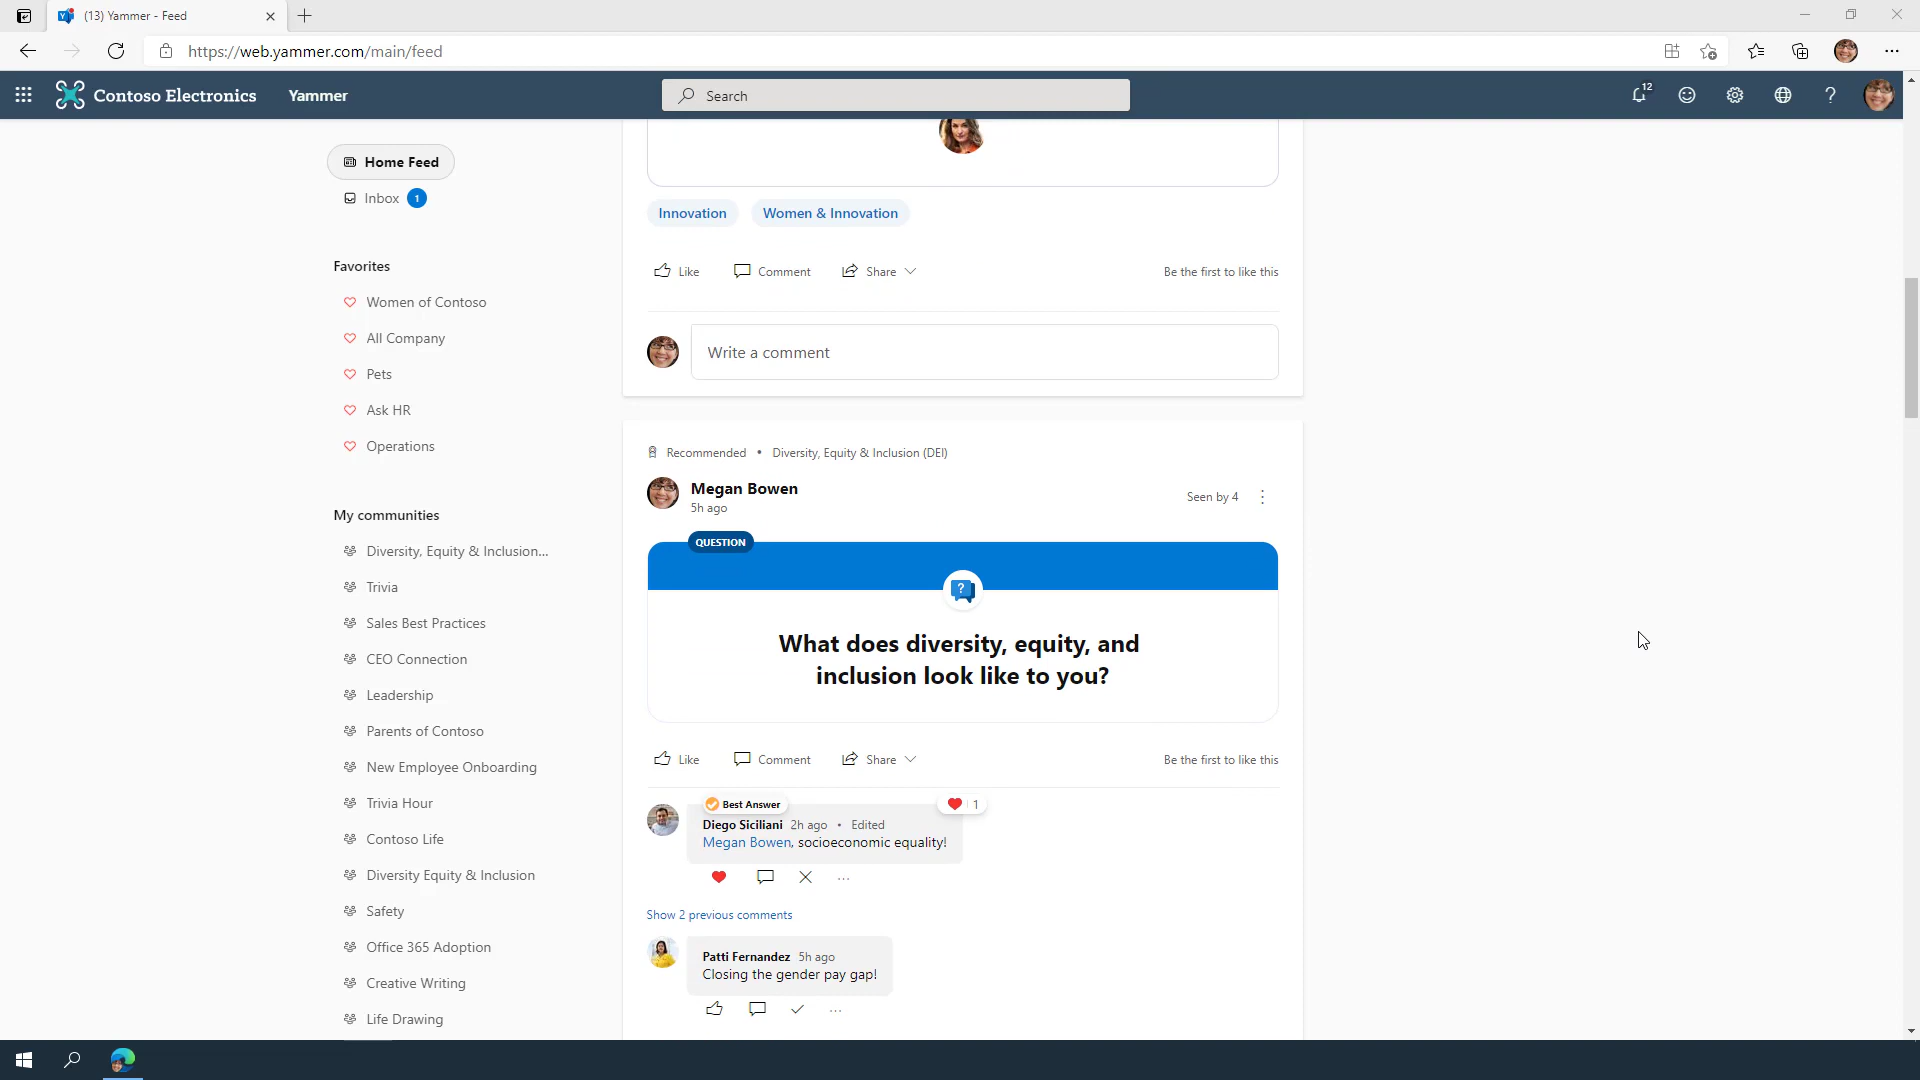 (13) Yammer - Feed
https://web.yammer.com/main/feed
Contoso Electronics
Yammer
Search
12
Home Feed
Inbox 1
Favorites
Women of Contoso
All Company
Pets
Ask HR
Operations
My communities
Diversity, Equity & Inclusion...
Trivia
Sales Best Practices
CEO Connection
Leadership
Parents of Contoso
New Employee Onboarding
Trivia Hour
Contoso Life
Diversity Equity & Inclusion
Safety
Office 365 Adoption
Creative Writing
Life Drawing
Innovation Women & Innovation
Like Comment Share Be the first to like this
Write a comment
Recommended • Diversity, Equity & Inclusion (DEI)
Megan Bowen
5h ago
Seen by 4
QUESTION
What does diversity, equity, and
inclusion look like to you?
Like Comment Share Be the first to like this
Best Answer 1
Diego Siciliani 2h ago • Edited
Megan Bowen, socioeconomic equality!
Show 2 previous comments
Patti Fernandez 5h ago
Closing the gender pay gap!